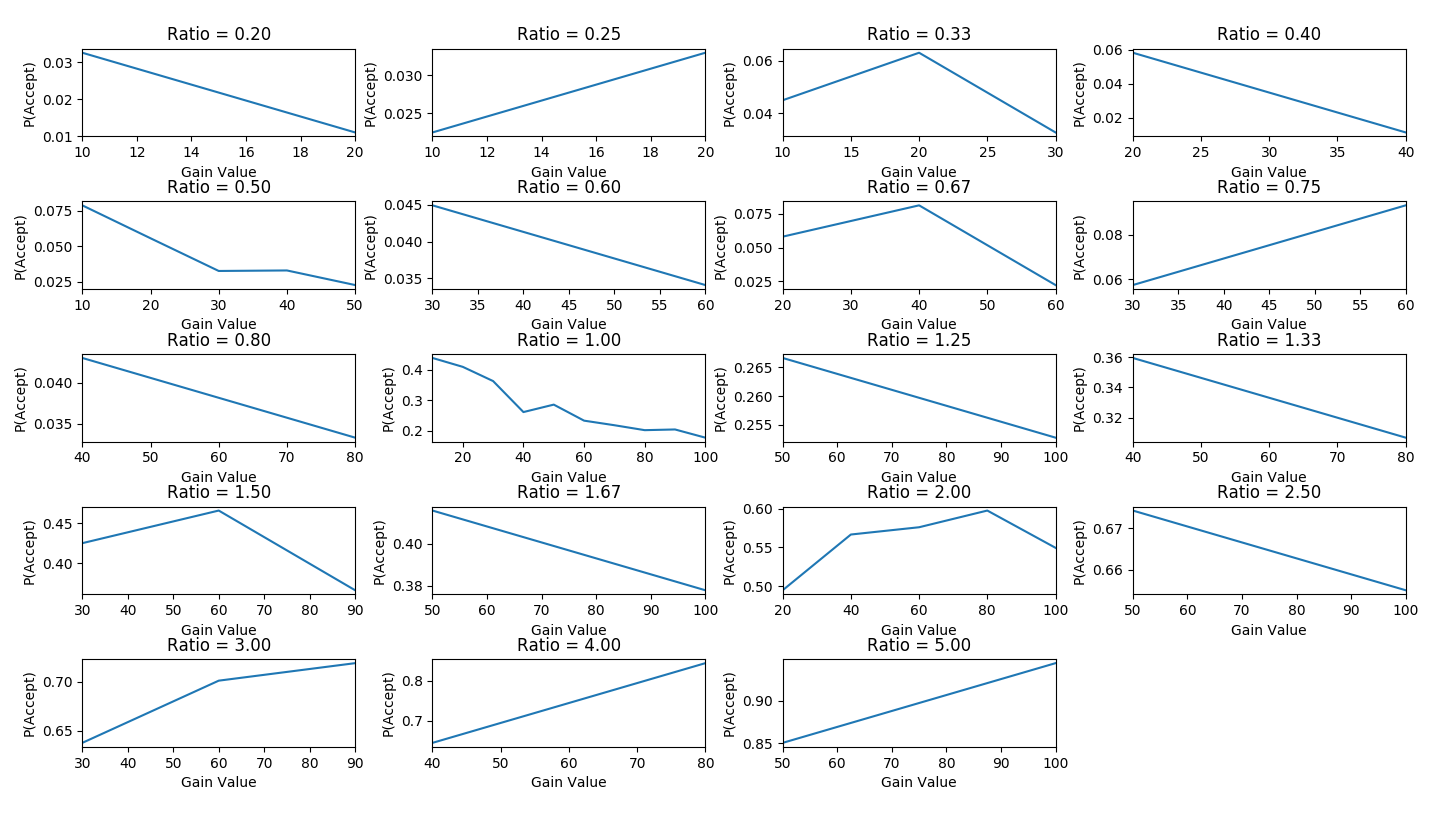 Ratio = 0.20
P(Accept)
0.03
0.02
0.01
10 12 14 16 18 20
Gain Value
Ratio = 0.25
P(Accept)
0.030
0.025
10 12 14 16 18 20
Gain Value
Ratio = 0.33
P(Accept)
0.06
0.04
10 15 20 25 30
Gain Value
Ratio = 0.40
P(Accept)
0.06
0.04
0.02
20 25 30 35 40
Gain Value
Ratio = 0.50
P(Accept)
0.075
0.050
0.025
10 20 30 40 50
Gain Value
Ratio = 0.60
P(Accept)
0.045
0.040
0.035
30 35 40 45 50 55 60
Gain Value
Ratio = 0.67
P(Accept)
0.075
0.050
0.025
20 30 40 50 60
Gain Value
Ratio = 0.75
P(Accept)
0.08
0.06
30 35 40 45 50 55 60
Gain Value
Ratio = 0.80
P(Accept)
0.040
0.035
40 50 60 70 80
Gain Value
Ratio = 1.00
P(Accept)
0.4
0.3
0.2
20 40 60 80 100
Gain Value
Ratio = 1.25
P(Accept)
0.265
0.260
0.255
50 60 70 80 90 100
Gain Value
Ratio = 1.33
P(Accept)
0.36
0.34
0.32
40 50 60 70 80
Gain Value
Ratio = 1.50
P(Accept)
0.45
0.40
30 40 50 60 70 80 90
Gain Value
Ratio = 1.67
P(Accept)
0.40
0.38
50 60 70 80 90 100
Gain Value
Ratio = 2.00
P(Accept)
0.60
0.55
0.50
20 40 60 80 100
Gain Value
Ratio = 2.50
P(Accept)
0.67
0.66
50 60 70 80 90 100
Gain Value
Ratio = 3.00
P(Accept)
0.70
0.65
30 40 50 60 70 80 90
Gain Value
Ratio = 4.00
P(Accept)
0.8
0.7
40 50 60 70 80
Gain Value
Ratio = 5.00
P(Accept)
0.90
0.85
50 60 70 80 90 100
Gain Value